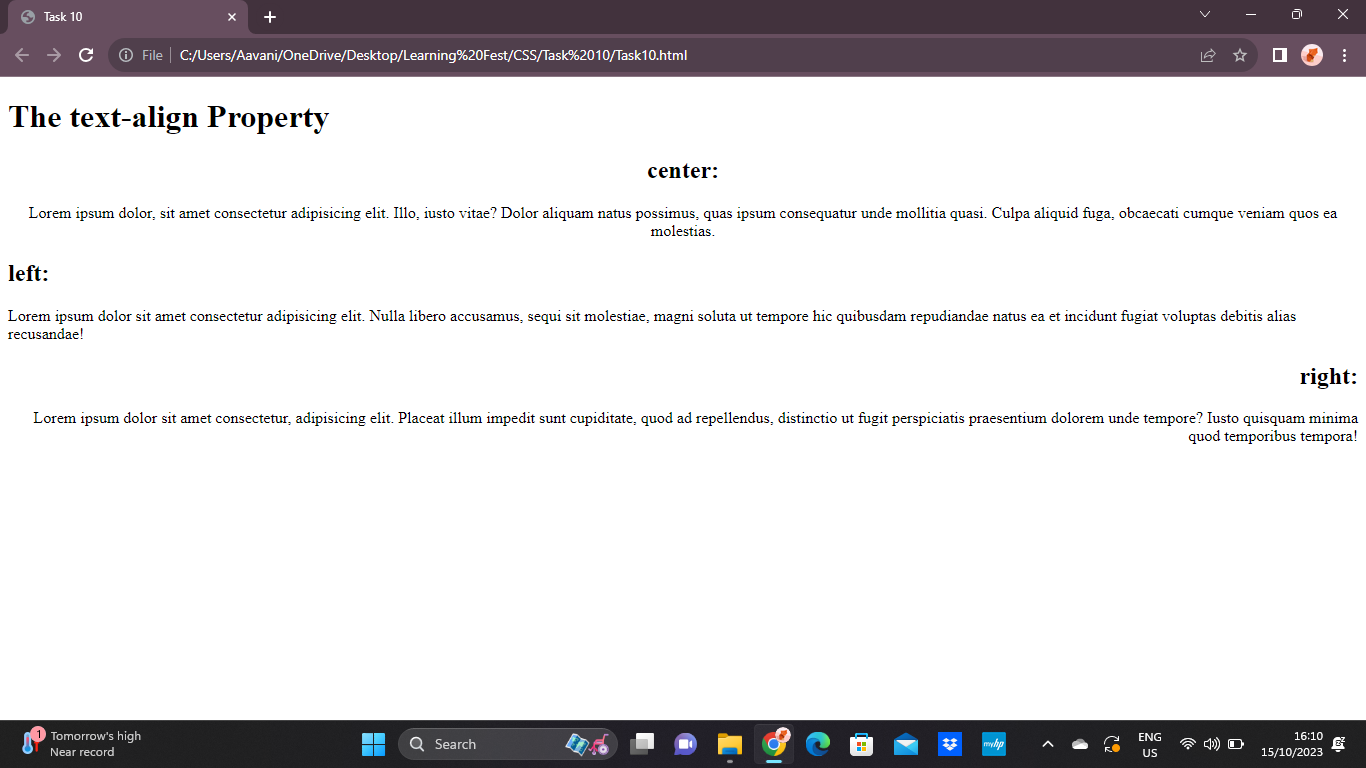 Task 10
File
C:/Users/Aavani/OneDrive/Desktop/Learning%20Fest/CSS/Task%2010/Task10.html
The text-align Property
center:
Lorem ipsum dolor, sit amet consectetur adipisicing elit. Illo, iusto vitae? Dolor aliquam natus possimus, quas ipsum consequatur unde mollitia quasi. Culpa aliquid fuga, obcaecati cumque veniam quos ea
molestias.
left:
Lorem ipsum dolor sit amet consectetur adipisicing elit. Nulla libero accusamus, sequi sit molestiae, magni soluta ut tempore hic quibusdam repudiandae natus ea et incidunt fugiat voluptas debitis alias
recusandae!
right:
Lorem ipsum dolor sit amet consectetur, adipisicing elit. Placeat illum impedit sunt cupiditate, quod ad repellendus, distinctio ut fugit perspiciatis praesentium dolorem unde tempore? Iusto quisquam minima
quod temporibus tempora!
1
Tomorrow's high
Near record
Search
myhp
ENG
US
16:10
15/10/2023